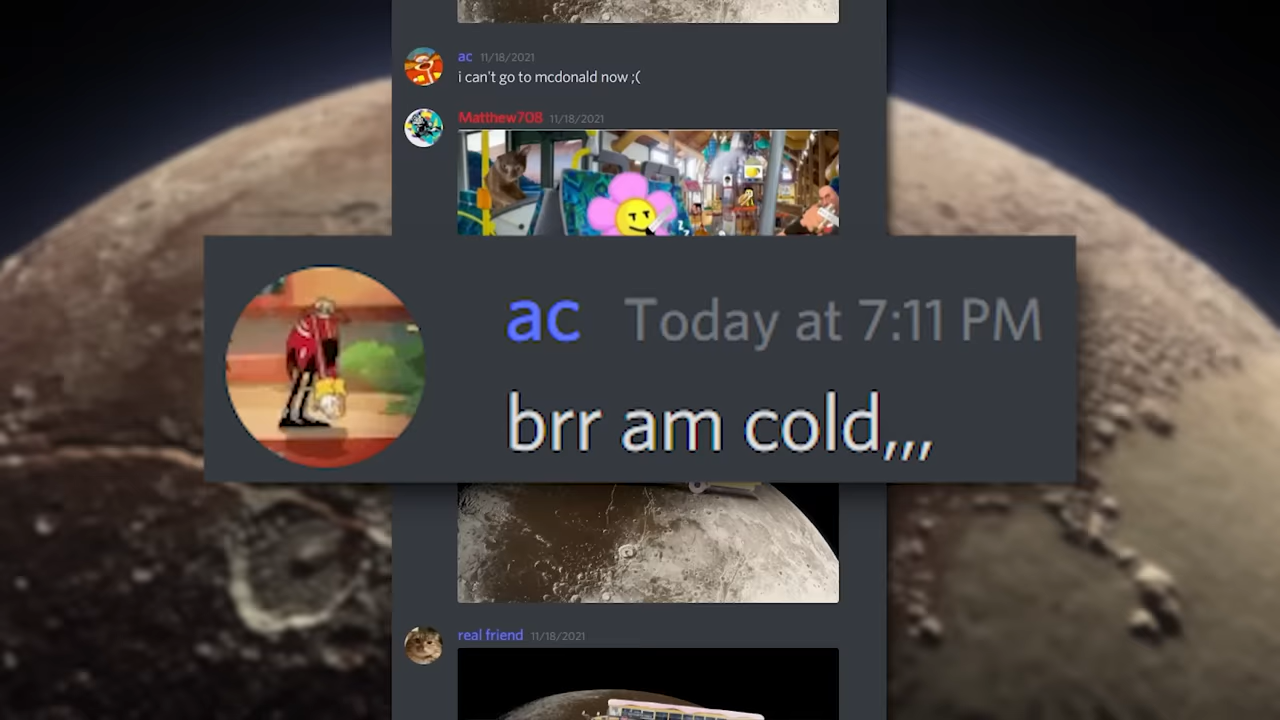 ac 11/18/2021
i can't go to mcdonald now ;(
Matthew708 11/18/2021
ac Today at 7:11 PM
brr am cold,,,
real friend 11/18/2021